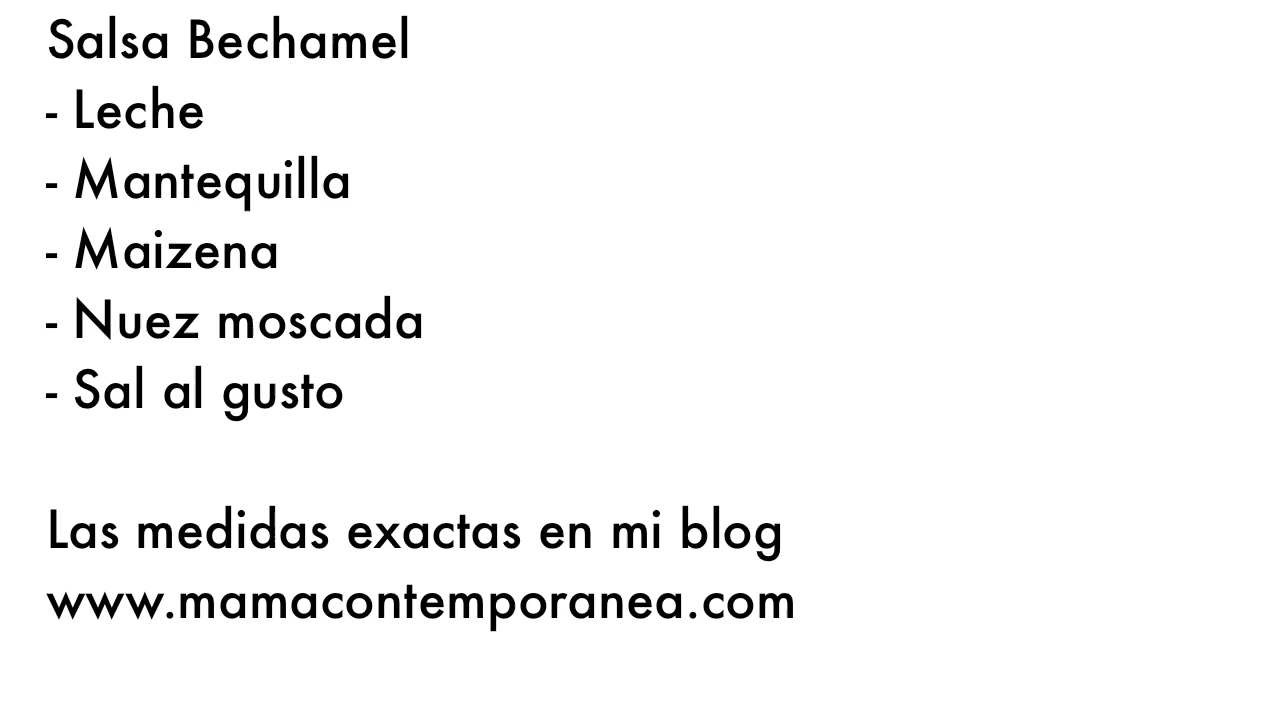 Salsa Bechamel
- Leche
- Mantequilla
- Maizena
- Nuez moscada
- Sal al gusto
Las medidas exactas en mi blog
www.mamacontemporanea.com